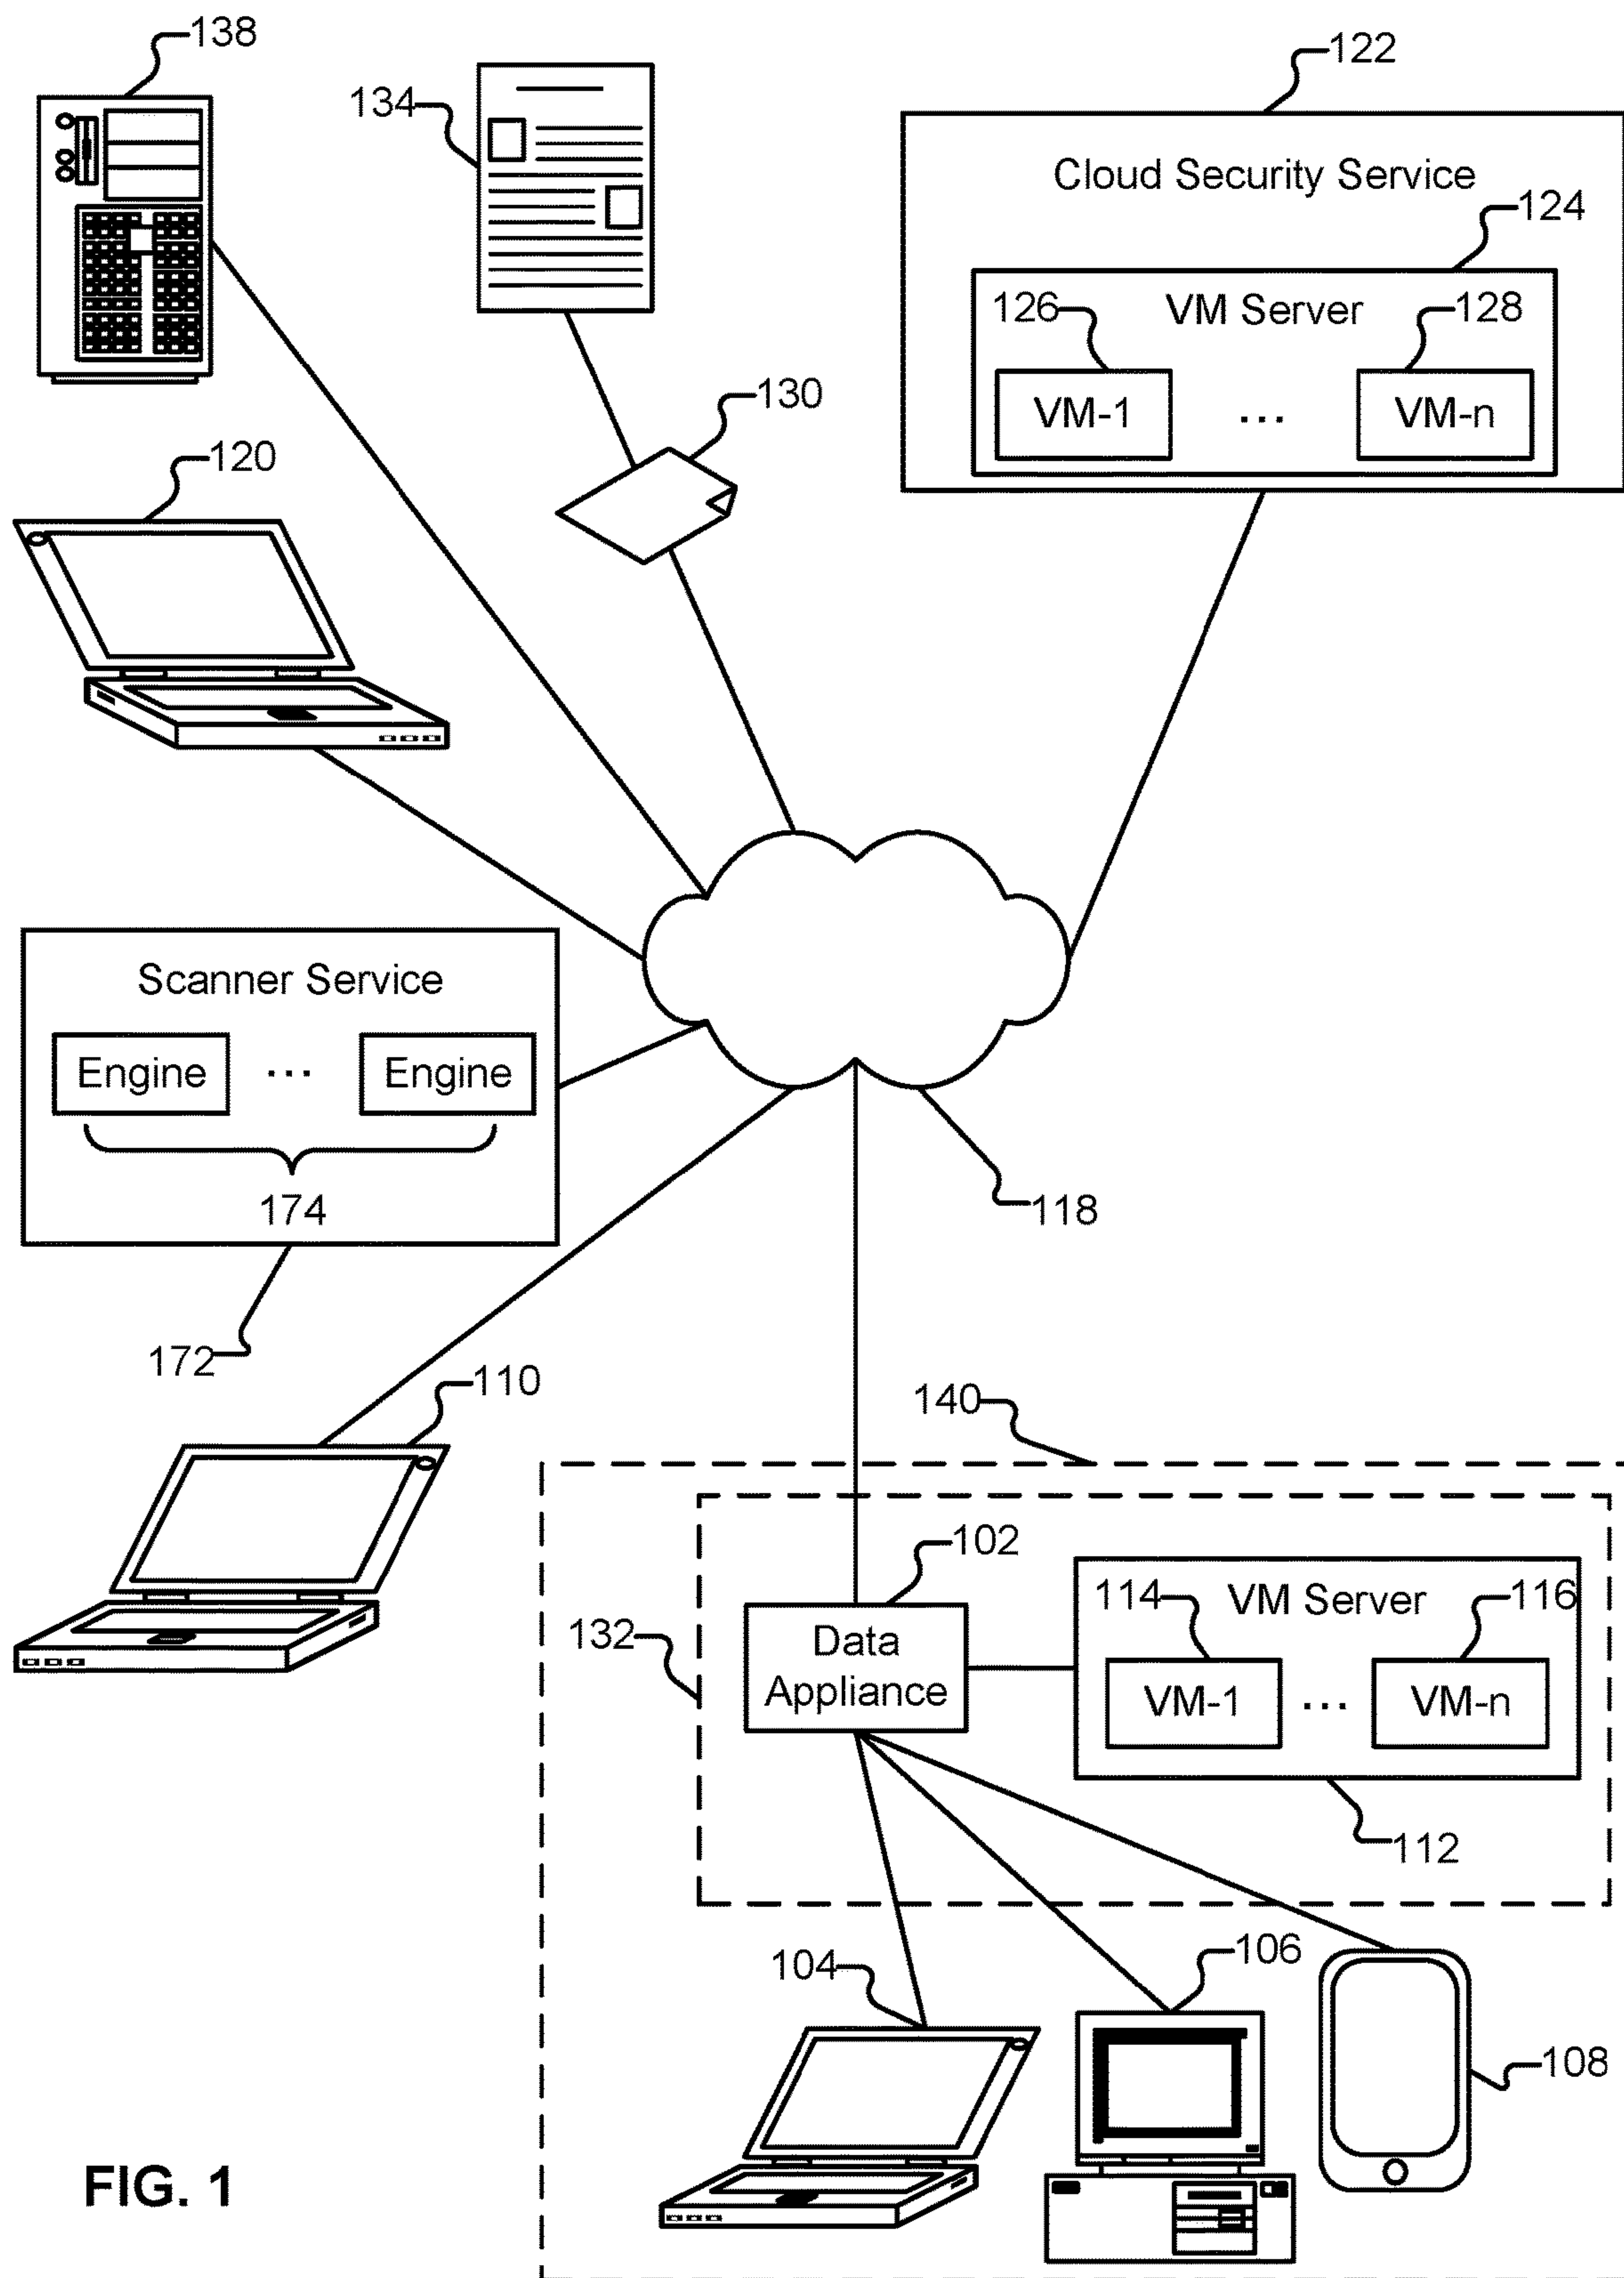 138
134
122
Cloud Security Service
124
126
VM Server
128
VM-1
...
VM-n
130
120
Scanner Service
Engine
...
Engine
174
118
172
110
140
102
114
VM Server
116
132
Data
Appliance
VM-1
...
VM-n
112
104
106
108
FIG. 1